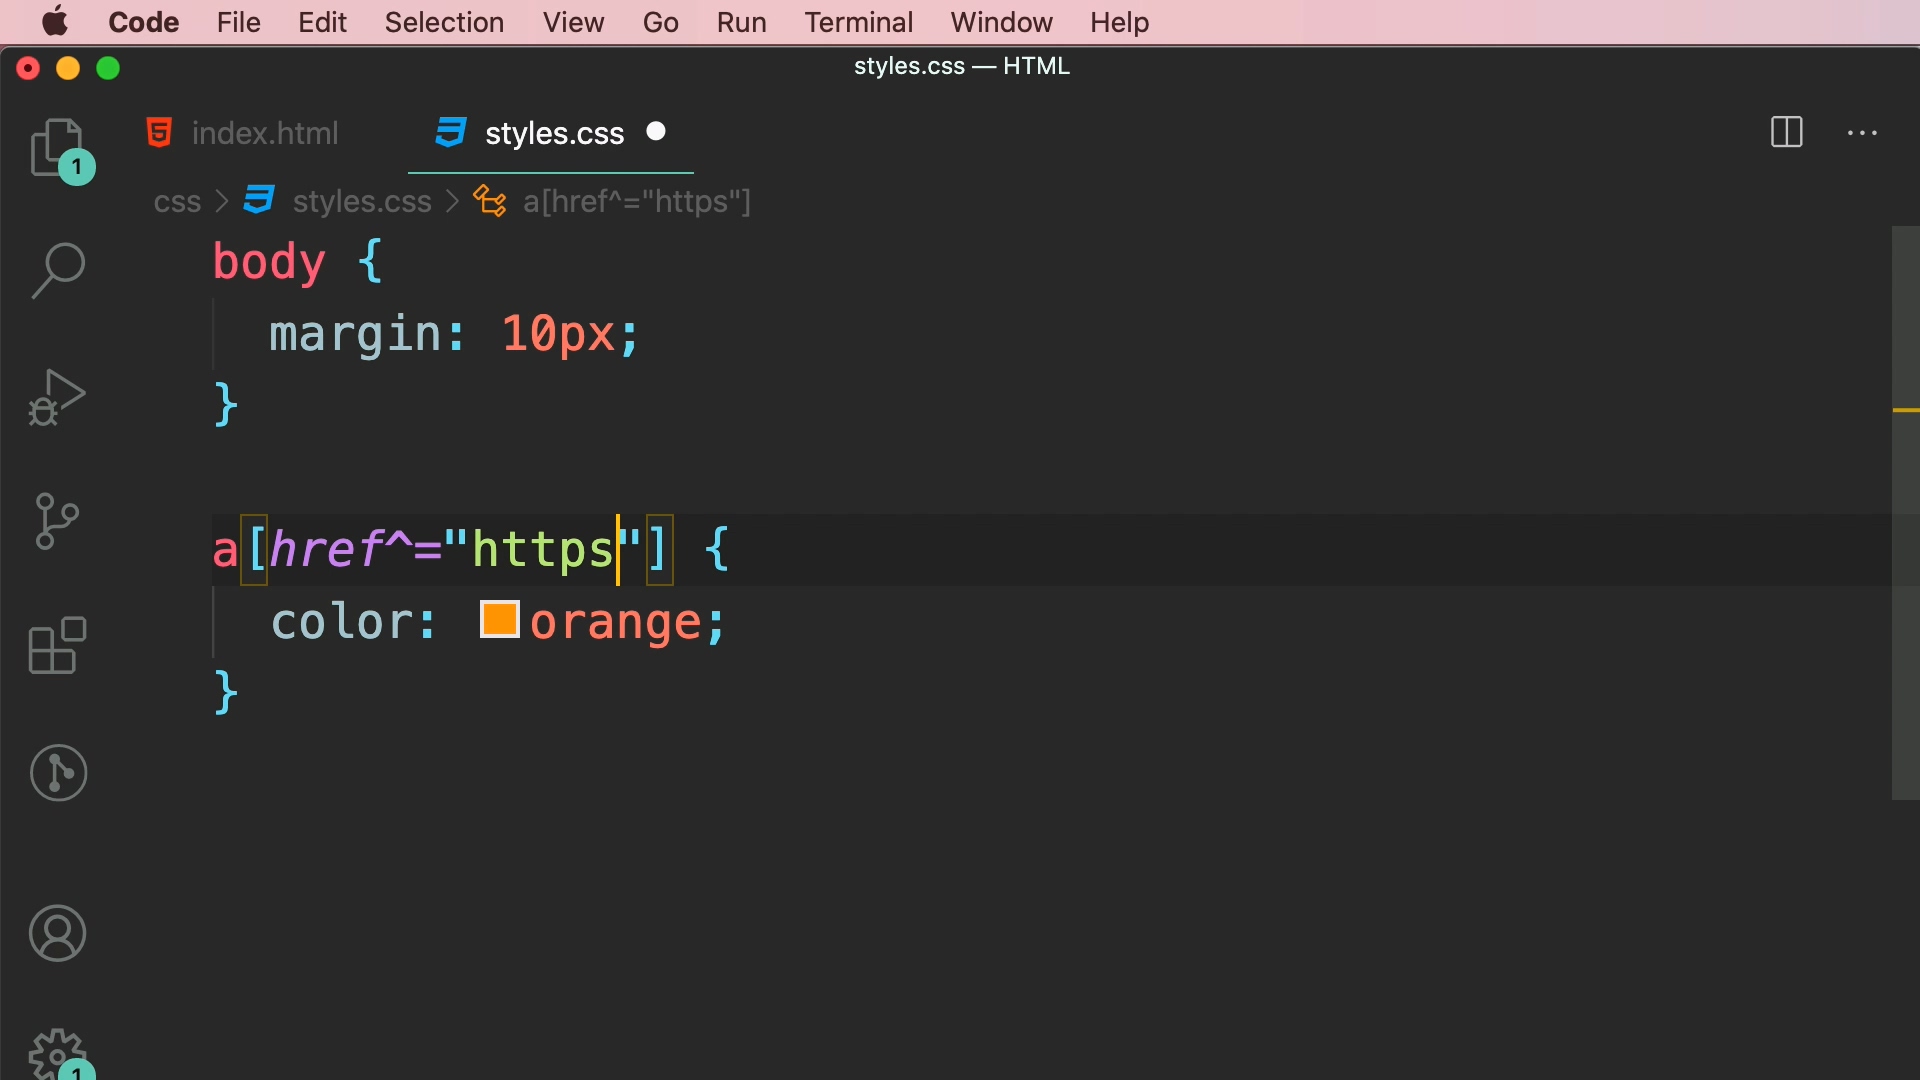 Code File Edit Selection View Go Run Terminal Window Help
styles.css — HTML
index.html styles.css
1
css > styles.css > a[href^="https"]
body {
margin: 10px;
}
a[href^="https"] {
color: orange;
}
1